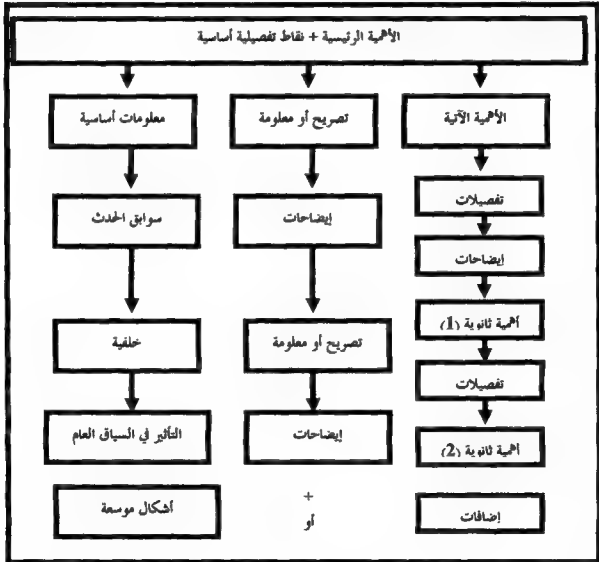 الأهمية الرئيسية + نقاط تفصيلية أساسية
الأهمية الآتية
تصريح أو معلومة
معلومات أساسية
تفصيلات
إيضاحات
سوابق الحدث
إيضاحات
أهمية ثانوية (1)
تصريح أو معلومة
خلفية
تفصيلات
أهمية ثانوية (2)
إيضاحات
التأثير في السياق العام
إضافات
+
أو
أشكال موسعة